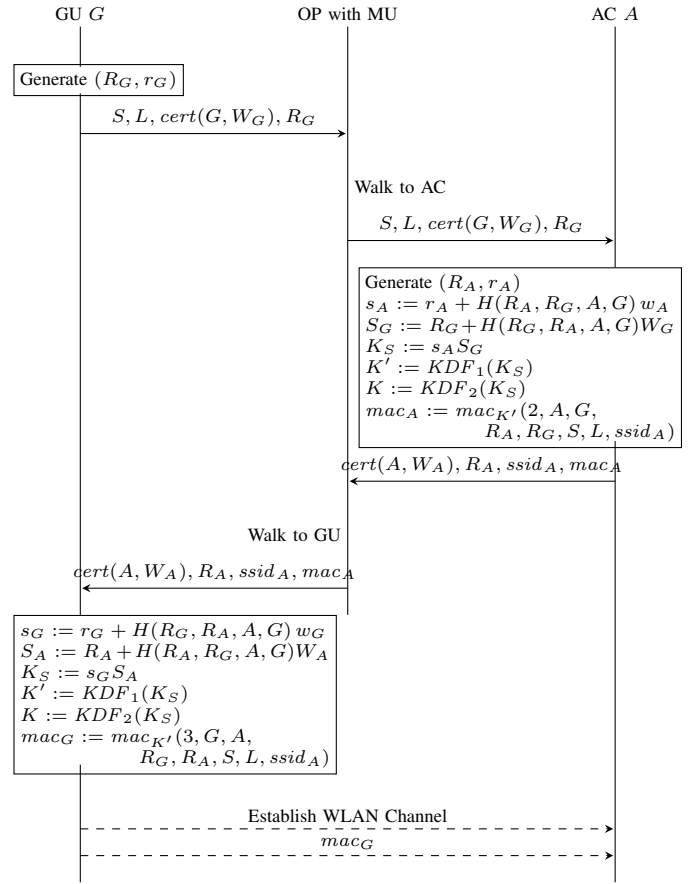 GU G OP with MU AC A
Generate (R_G, r_G)
S, L, cert(G, W_G), R_G
Walk to AC
S, L, cert(G, W_G), R_G
Generate (R_A, r_A)
s_A := r_A + H(R_A, R_G, A, G) w_A
S_G := R_G + H(R_G, R_A, A, G)W_G
K_S := s_A S_G
K′ := KDF_1(K_S)
K := KDF_2(K_S)
mac_A := mac_{K′}(2, A, G,
R_A, R_G, S, L, ssid_A)
cert(A, W_A), R_A, ssid_A, mac_A
Walk to GU
cert(A, W_A), R_A, ssid_A, mac_A
s_G := r_G + H(R_G, R_A, A, G) w_G
S_A := R_A + H(R_A, R_G, A, G)W_A
K_S := s_G S_A
K′ := KDF_1(K_S)
K := KDF_2(K_S)
mac_G := mac_{K′}(3, G, A,
R_G, R_A, S, L, ssid_A)
Establish WLAN Channel
mac_G